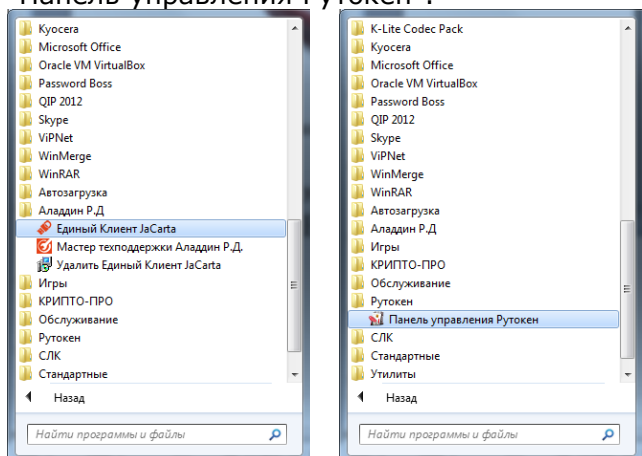 "Панель управления Рутокен".
Kyocera
Microsoft Office
Oracle VM VirtualBox
Password Boss
QIP 2012
Skype
ViPNet
WinMerge
WinRAR
Автозагрузка
Аладдин Р.Д
Единый Клиент JaCarta
Мастер техподдержки Аладдин Р.Д.
Удалить Единый Клиент JaCarta
Игры
КРИПТО-ПРО
Обслуживание
Рутокен
СЛК
Стандартные
Назад
Найти программы и файлы
K-Lite Codec Pack
Kyocera
Microsoft Office
Oracle VM VirtualBox
Password Boss
QIP 2012
Skype
ViPNet
WinMerge
WinRAR
Автозагрузка
Аладдин Р.Д
Игры
КРИПТО-ПРО
Обслуживание
Рутокен
Панель управления Рутокен
СЛК
Стандартные
Утилиты
Назад
Найти программы и файлы